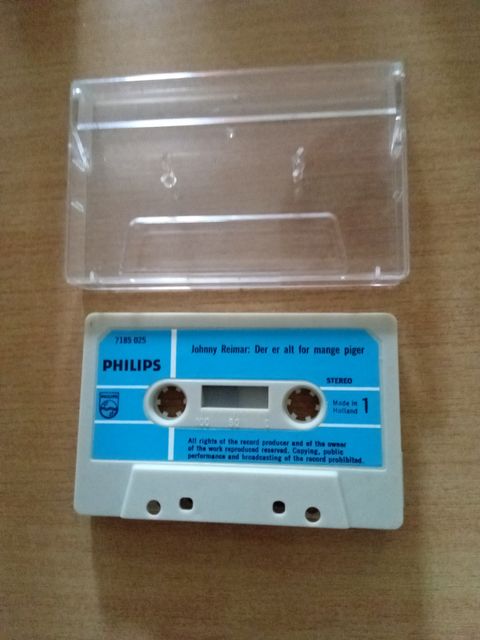 7185 025
Johnny Reimar: Der er alt for mange piger
PHILIPS
STEREO
PHILIPS
Made in
Holland
1
100 50 0
All rights of the record producer and of the owner
of the work reproduced reserved. Copying, public
performance and broadcasting of the record prohibited.